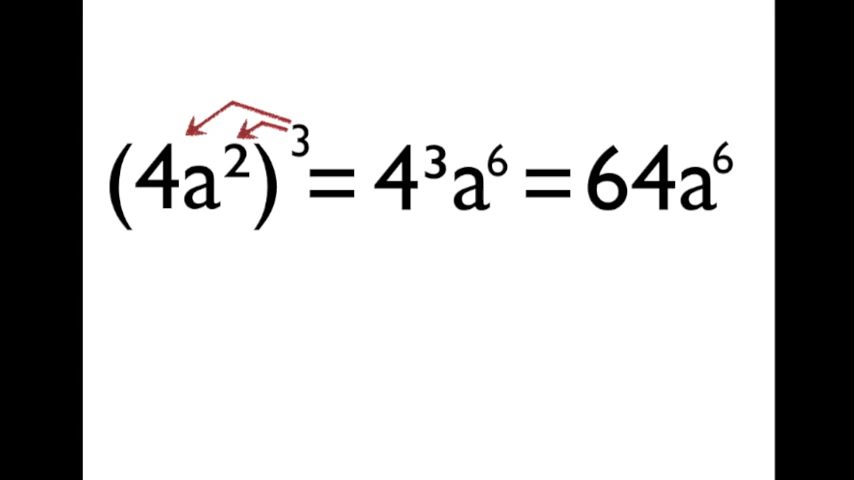 (4a²)³ = 4³a⁶ = 64a⁶